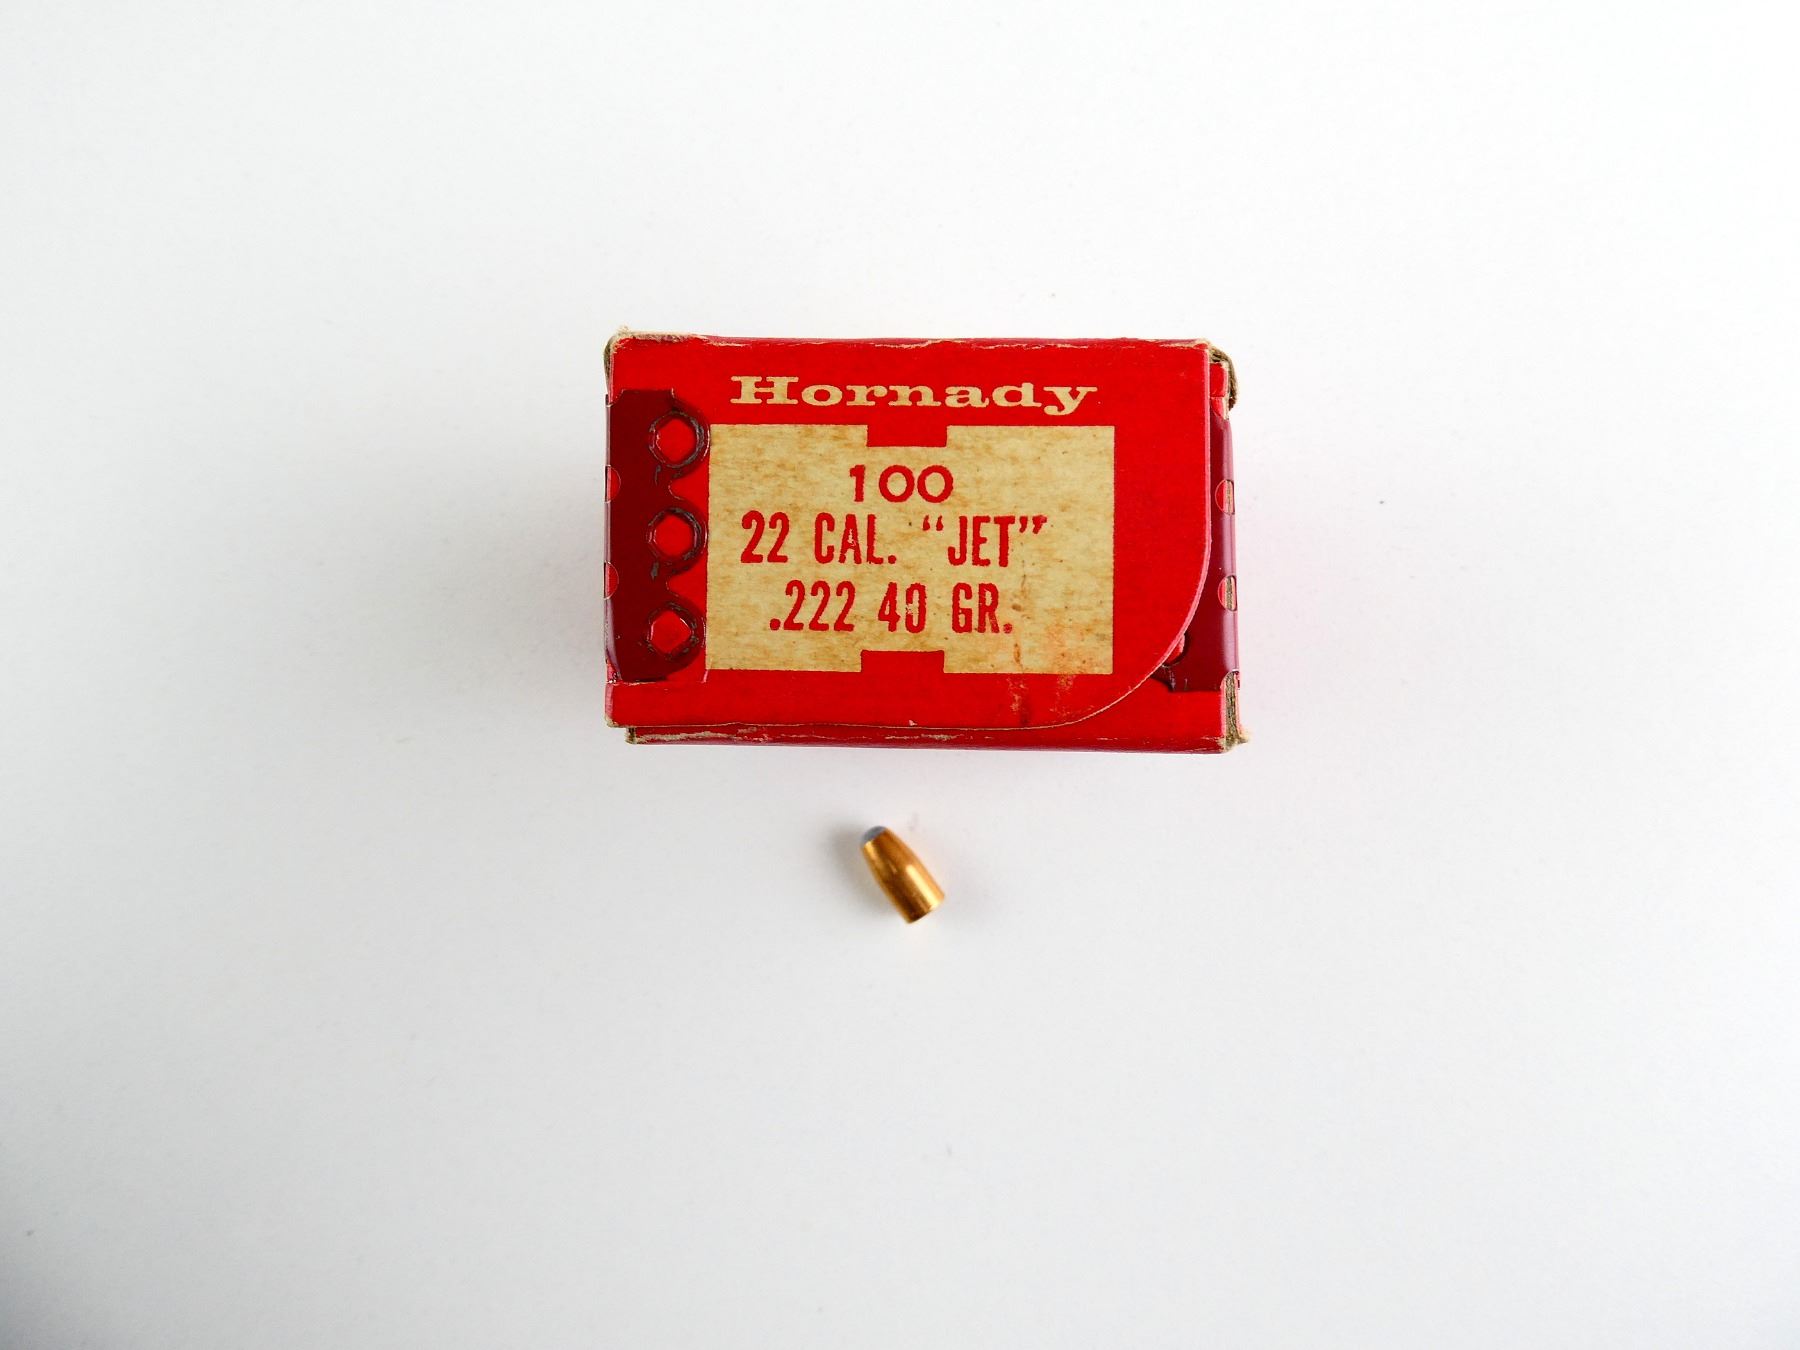 Hornady
100
22 CAL. "JET"
.222 40 GR.